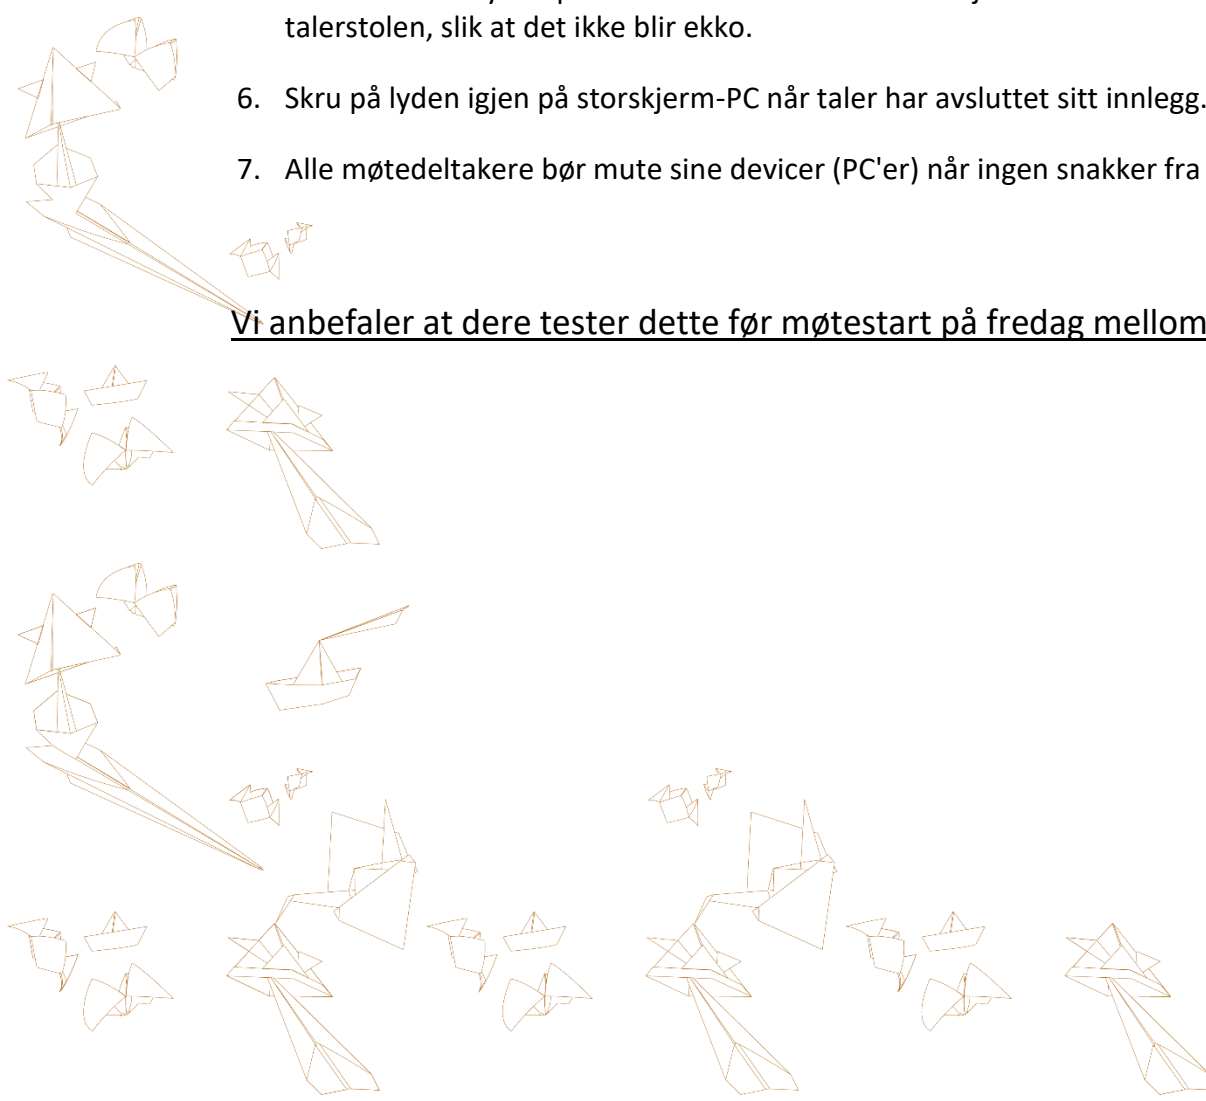 talerstolen, slik at det ikke blir ekko.
6. Skru på lyden igjen på storskjerm-PC når taler har avsluttet sitt innlegg.
7. Alle møtedeltakere bør mute sine devicer (PC'er) når ingen snakker fra
Vi anbefaler at dere tester dette før møtestart på fredag mellom